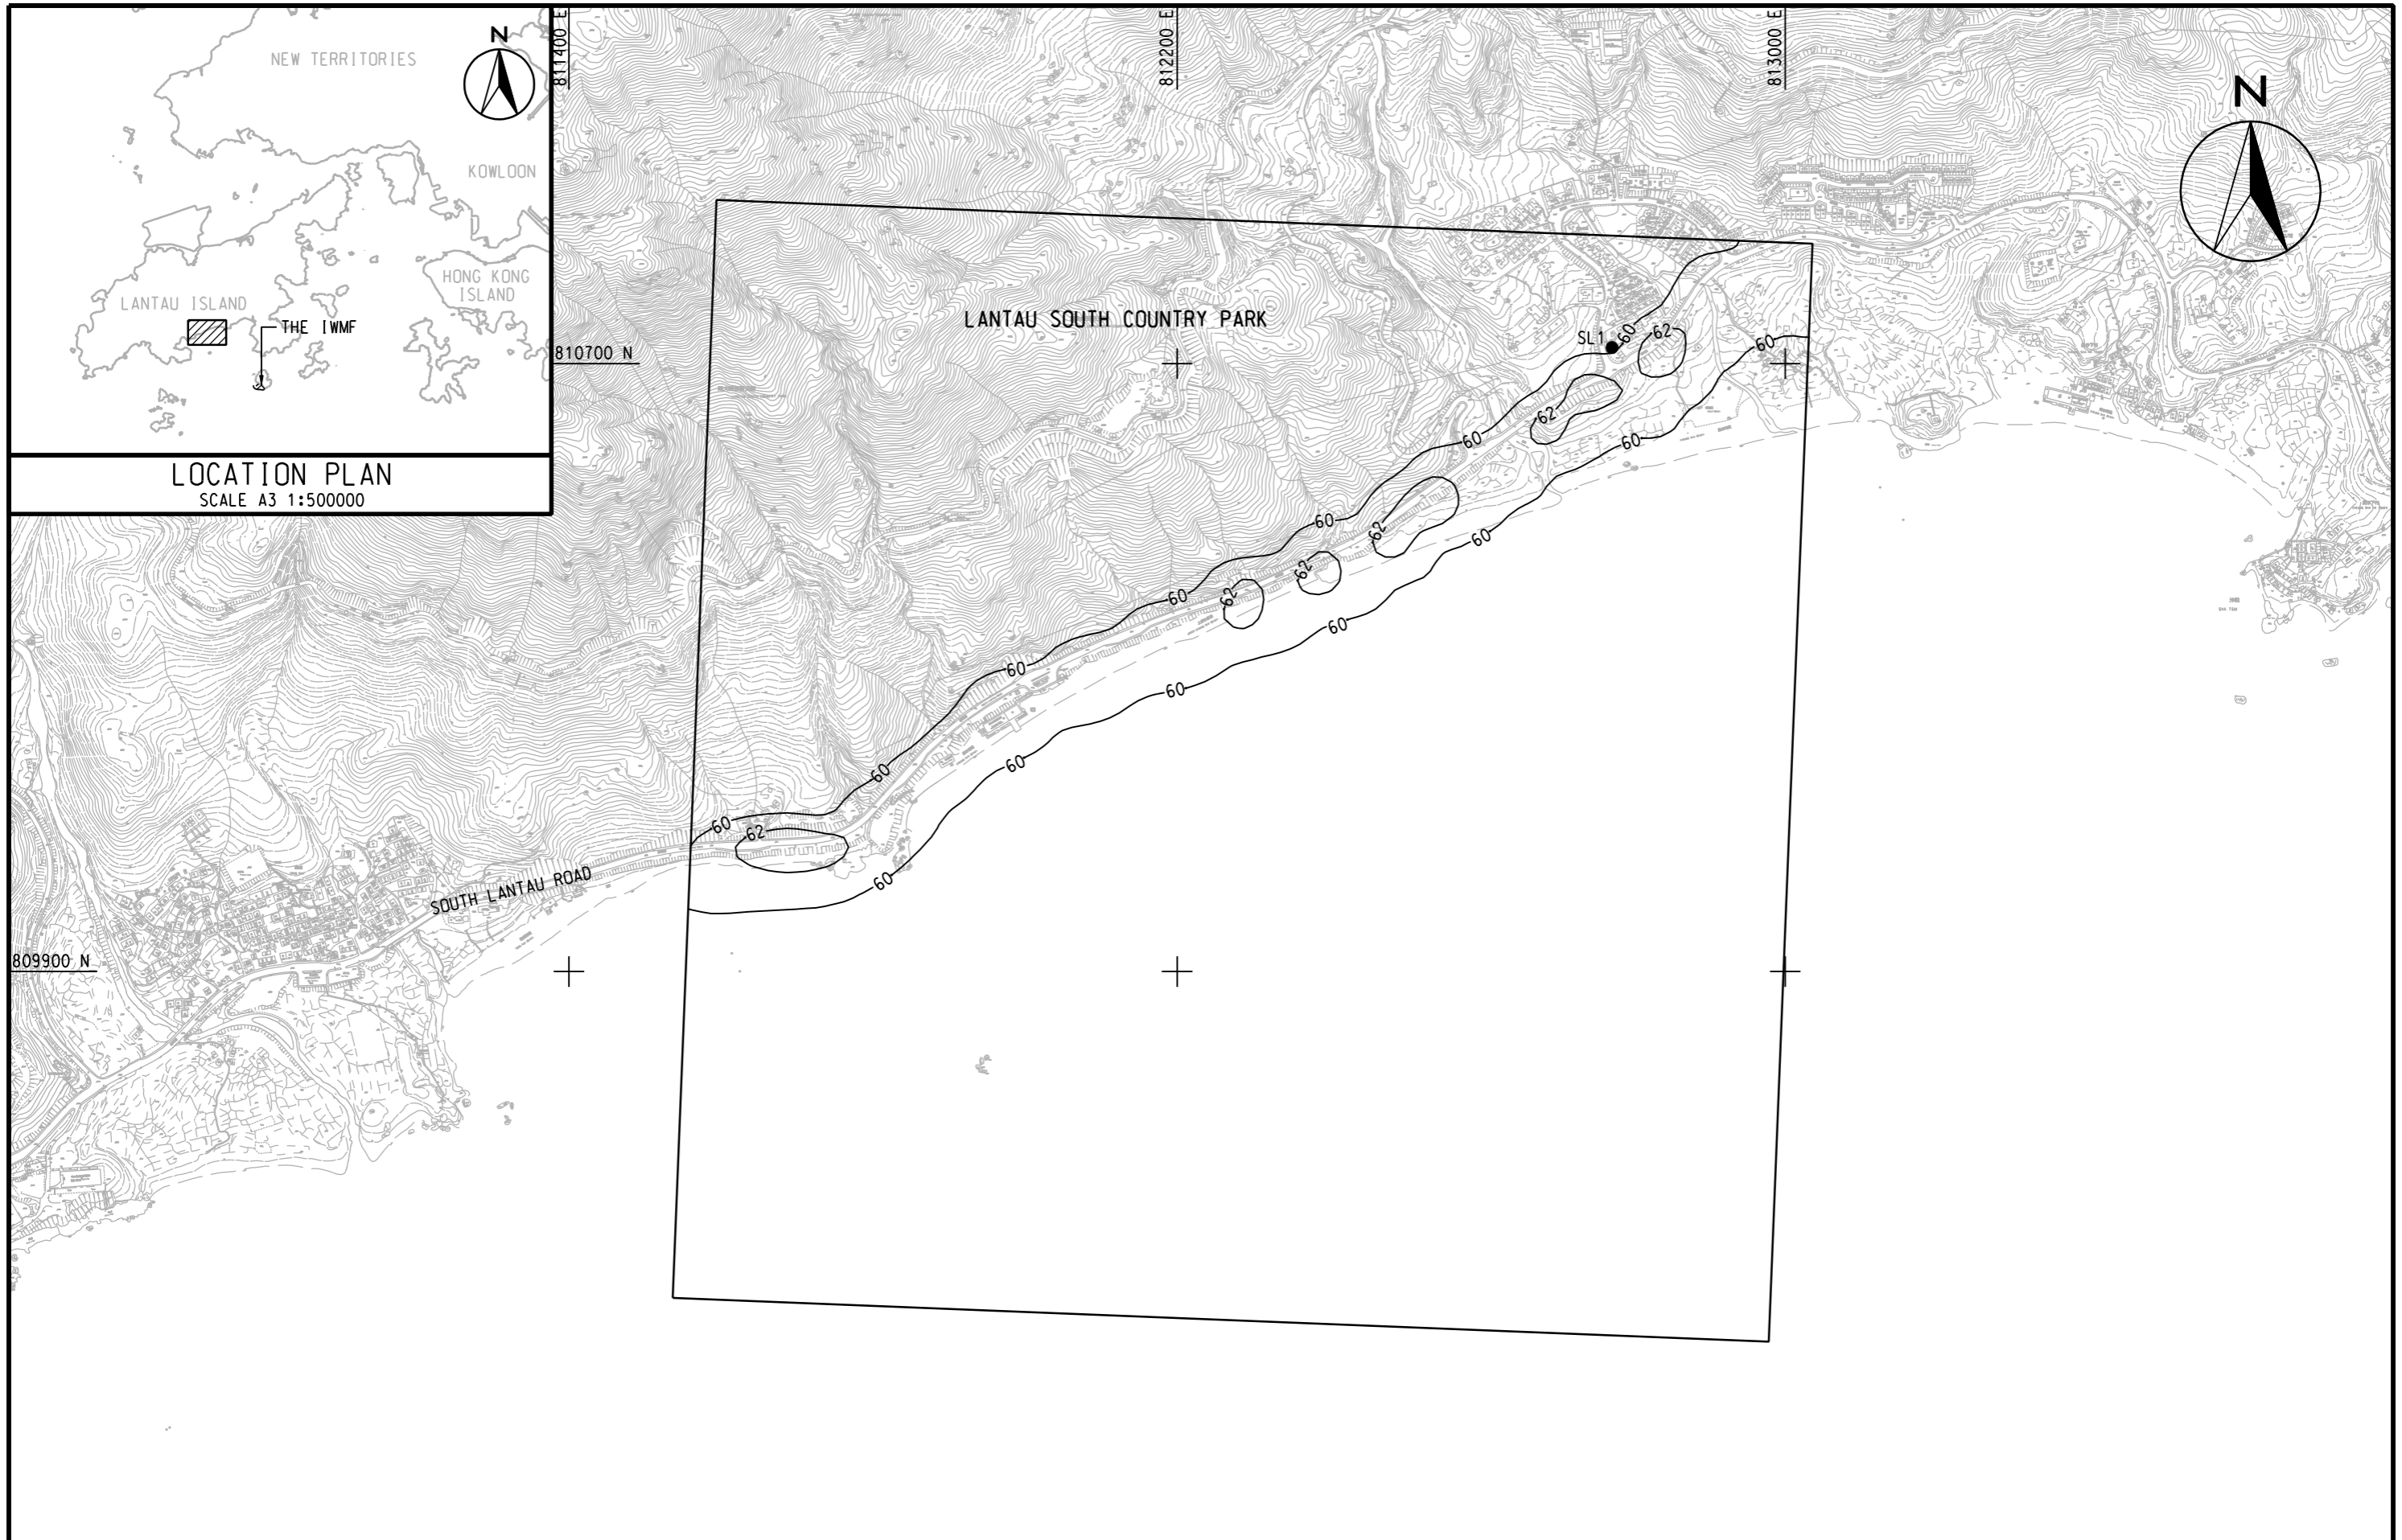 N
NEW TERRITORIES
KOWLOON
HONG KONG
ISLAND
LANTAU ISLAND
THE IWMF
LOCATION PLAN
SCALE A3 1:500000
811400 E
812200 E
813000 E
N
810700 N
809900 N
LANTAU SOUTH COUNTRY PARK
SL1
60
62
60
62
60
60
62
60
60
62
62
60
60
60
60
60
60
60
62
60
SOUTH LANTAU ROAD